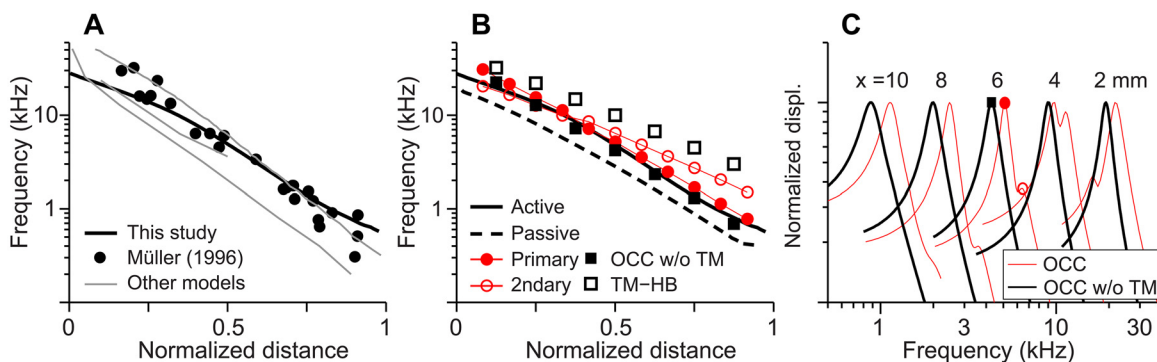 A
Frequency (kHz)
10
1
This study
Müller (1996)
Other models
0 0.5 1
Normalized distance
B
Frequency (kHz)
10
1
Active
Passive
Primary OCC w/o TM
2ndary TM−HB
0 0.5 1
Normalized distance
C
Normalized displ.
x =10 8 6 4 2 mm
OCC
OCC w/o TM
1 3 10 30
Frequency (kHz)